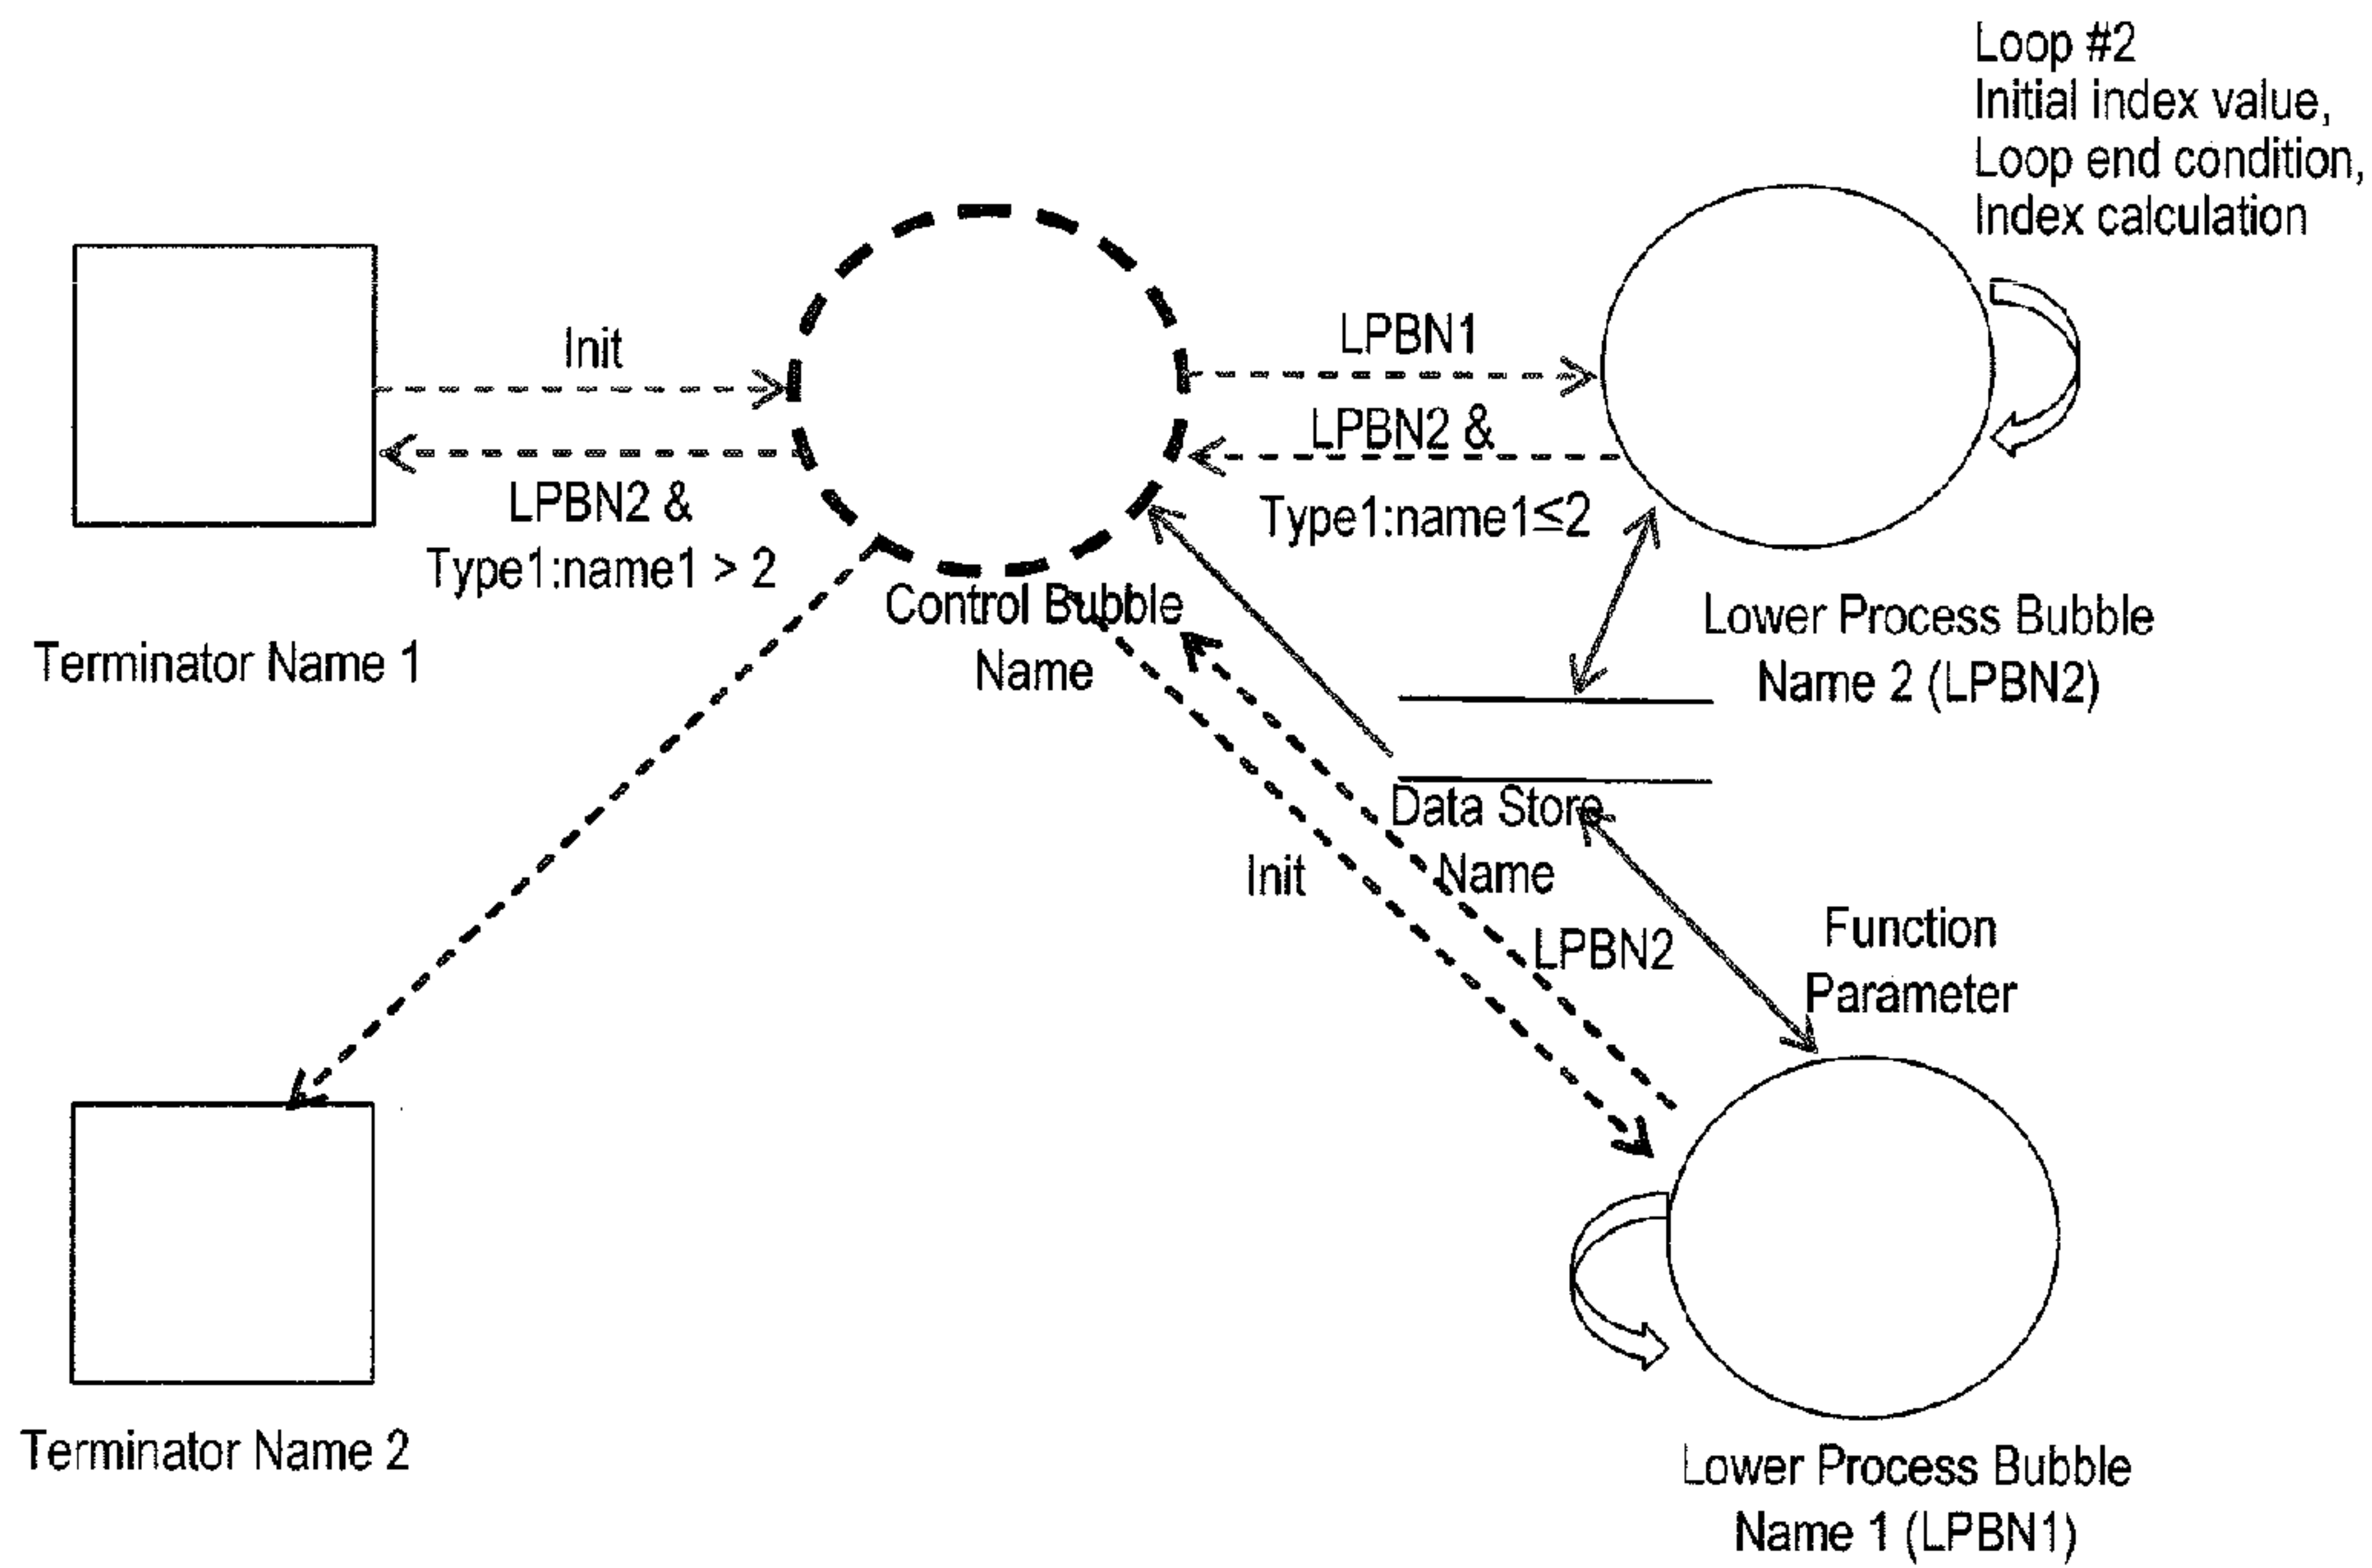 Loop #2
Initial index value,
Loop end condition,
Index calculation
Init
LPBN1
LPBN2 &
Type1:name1 > 2
LPBN2 &
Type1:name1≤2
Control Bubble
Name
Terminator Name 1
Lower Process Bubble
Name 2 (LPBN2)
Data Store
Name
Init
LPBN2
Function
Parameter
Terminator Name 2
Lower Process Bubble
Name 1 (LPBN1)